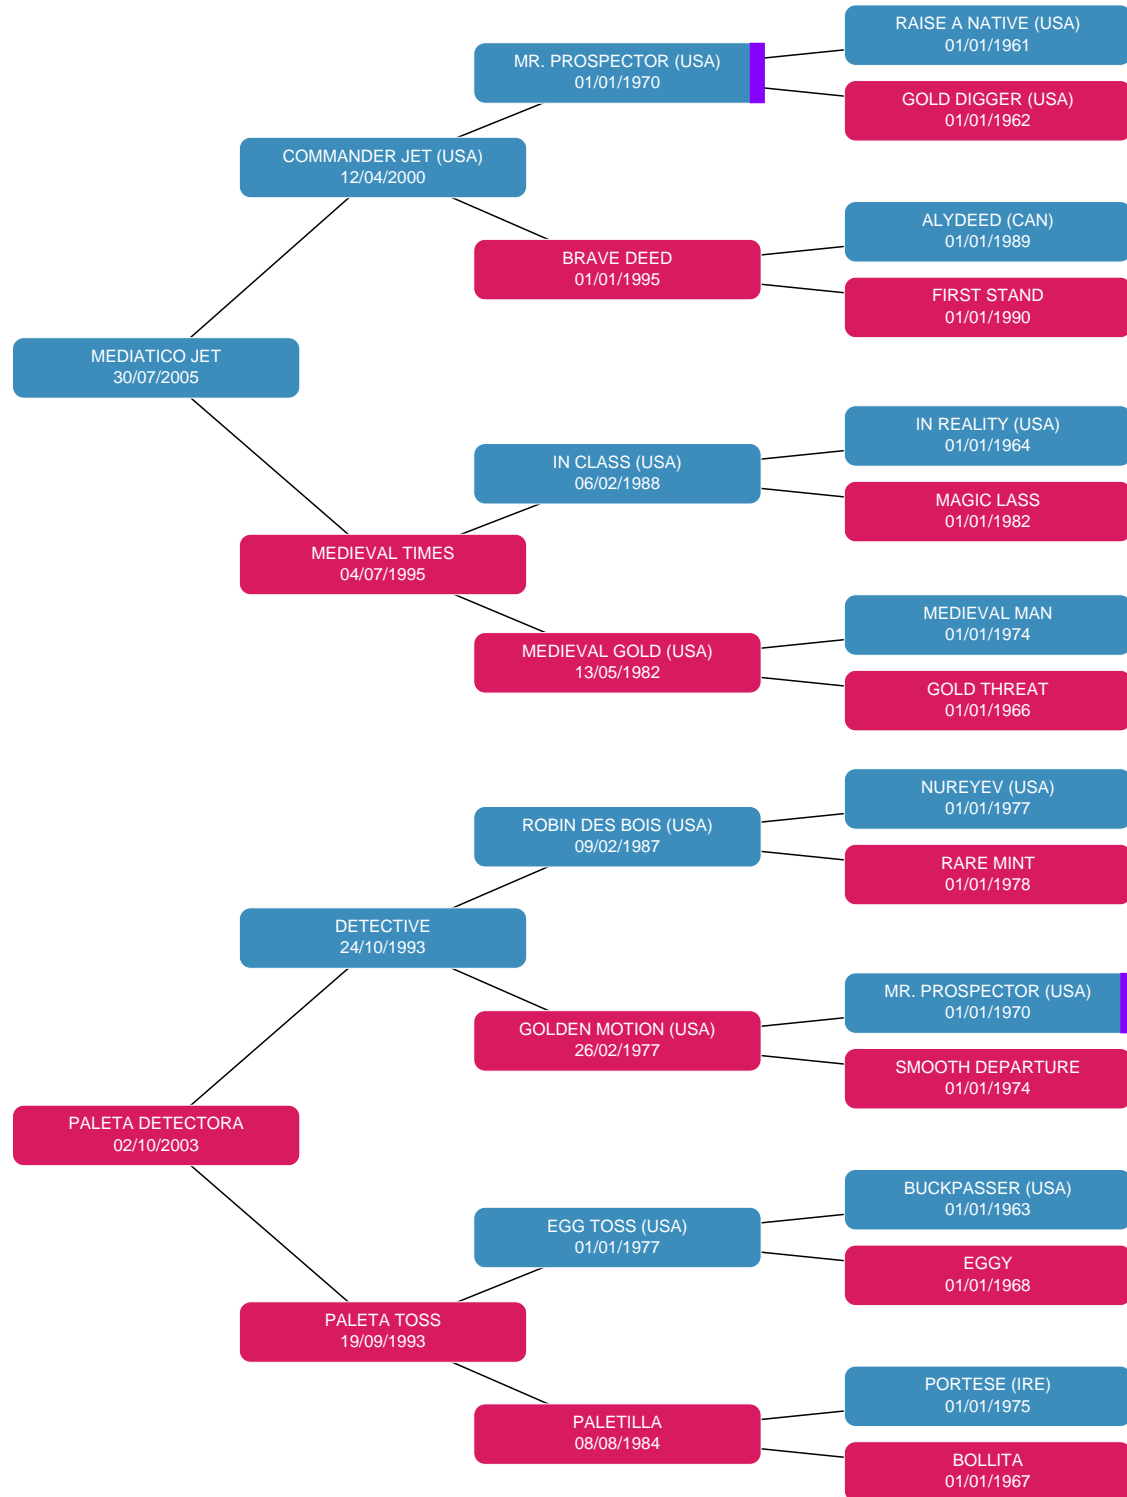 RAISE A NATIVE (USA)
01/01/1961
MR. PROSPECTOR (USA)
01/01/1970
GOLD DIGGER (USA)
01/01/1962
COMMANDER JET (USA)
12/04/2000
ALYDEED (CAN)
01/01/1989
BRAVE DEED
01/01/1995
FIRST STAND
01/01/1990
MEDIATICO JET
30/07/2005
IN REALITY (USA)
01/01/1964
IN CLASS (USA)
06/02/1988
MAGIC LASS
01/01/1982
MEDIEVAL TIMES
04/07/1995
MEDIEVAL MAN
01/01/1974
MEDIEVAL GOLD (USA)
13/05/1982
GOLD THREAT
01/01/1966
NUREYEV (USA)
01/01/1977
ROBIN DES BOIS (USA)
09/02/1987
RARE MINT
01/01/1978
DETECTIVE
24/10/1993
MR. PROSPECTOR (USA)
01/01/1970
GOLDEN MOTION (USA)
26/02/1977
SMOOTH DEPARTURE
01/01/1974
PALETA DETECTORA
02/10/2003
BUCKPASSER (USA)
01/01/1963
EGG TOSS (USA)
01/01/1977
EGGY
01/01/1968
PALETA TOSS
19/09/1993
PORTESE (IRE)
01/01/1975
PALETILLA
08/08/1984
BOLLITA
01/01/1967